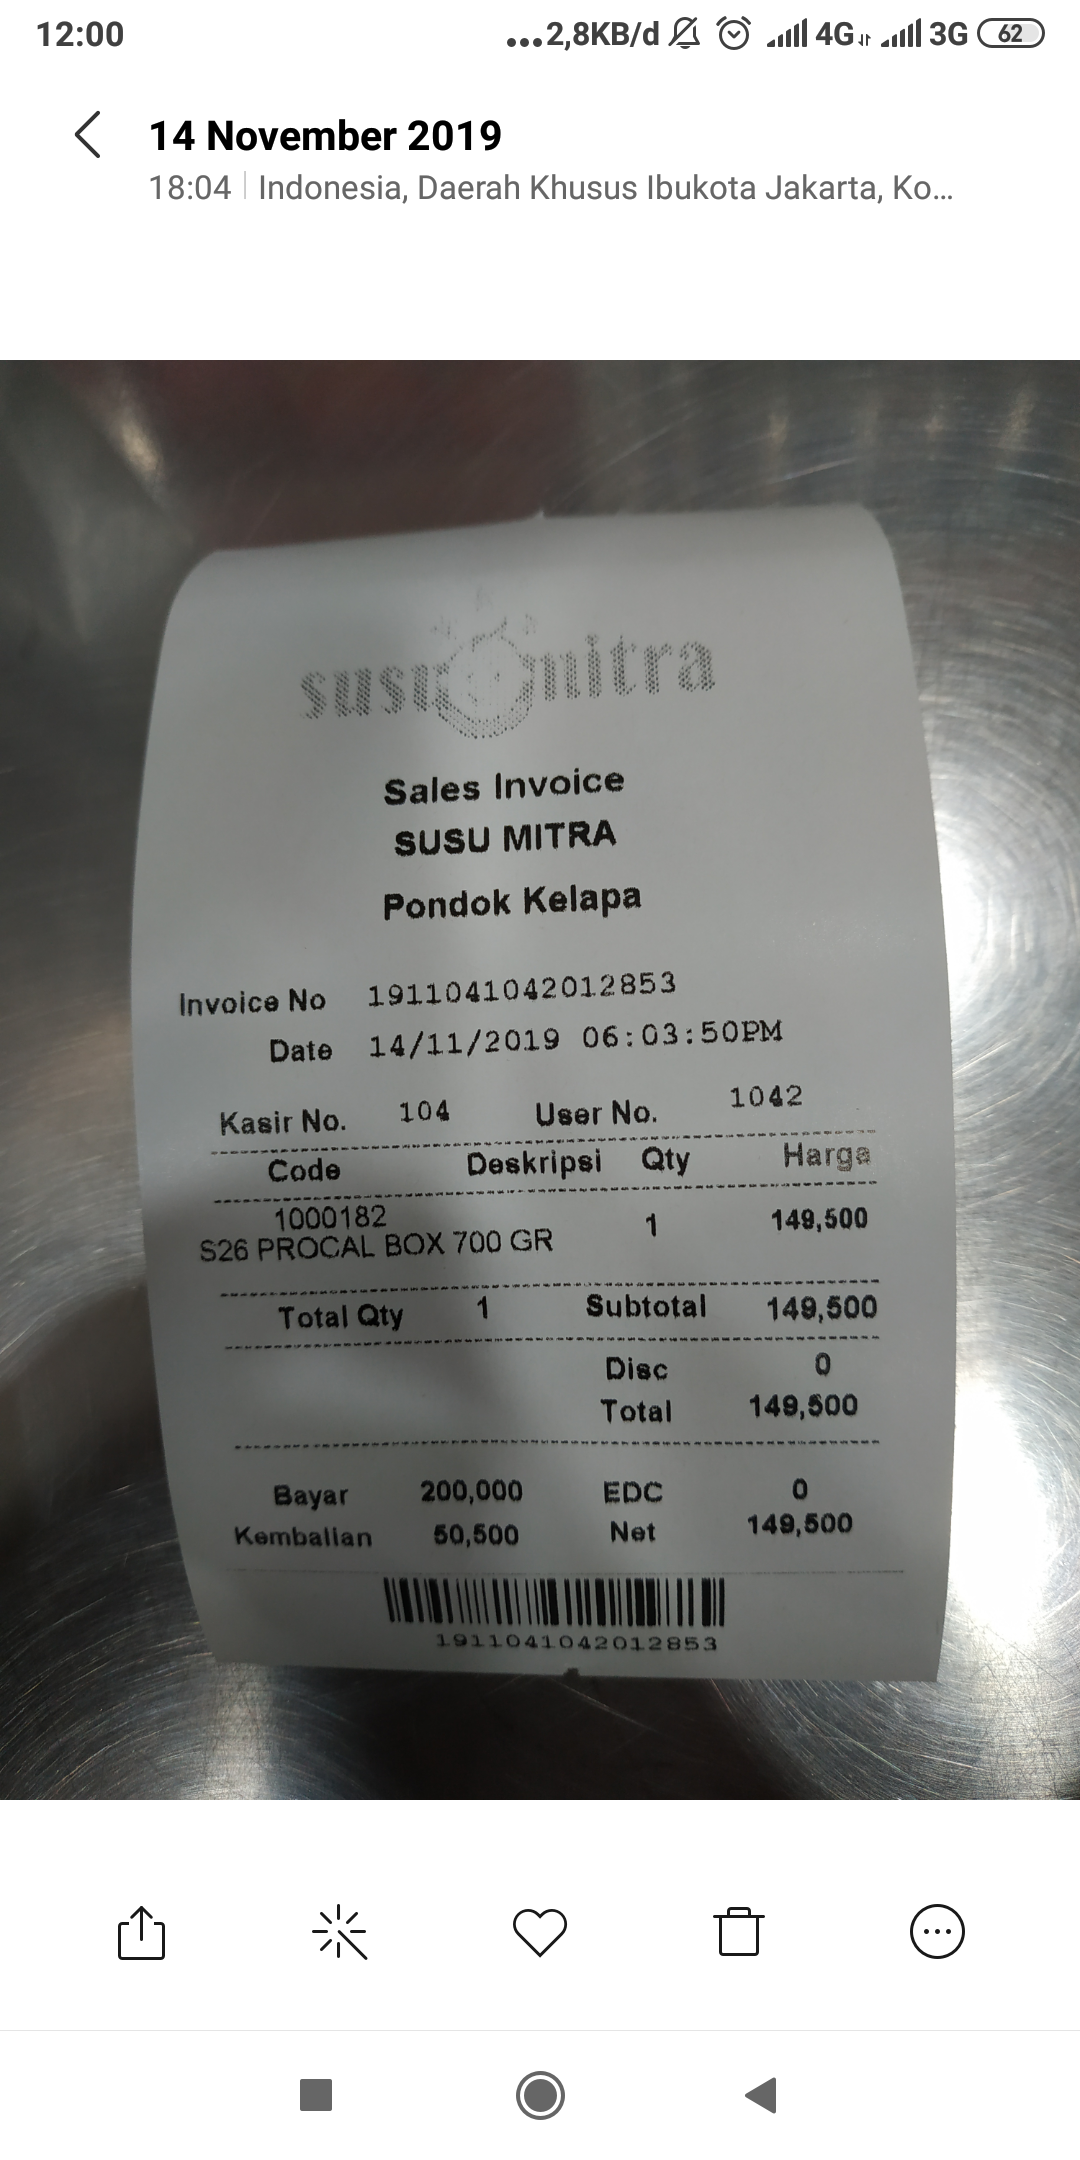 12:00
...2,8KB/d 4G 3G 62
14 November 2019
18:04 | Indonesia, Daerah Khusus Ibukota Jakarta, Ko...
susu mitra
Sales Invoice
SUSU MITRA
Pondok Kelapa
Invoice No 1911041042012853
Date 14/11/2019 06:03:50PM
Kasir No. 104 User No. 1042
Code Deskripsi Qty Harga
1000182 1 149,500
S26 PROCAL BOX 700 GR
Total Qty 1 Subtotal 149,500
Disc 0
Total 149,500
Bayar 200,000 EDC 0
Kembalian 50,500 Net 149,500
1911041042012853